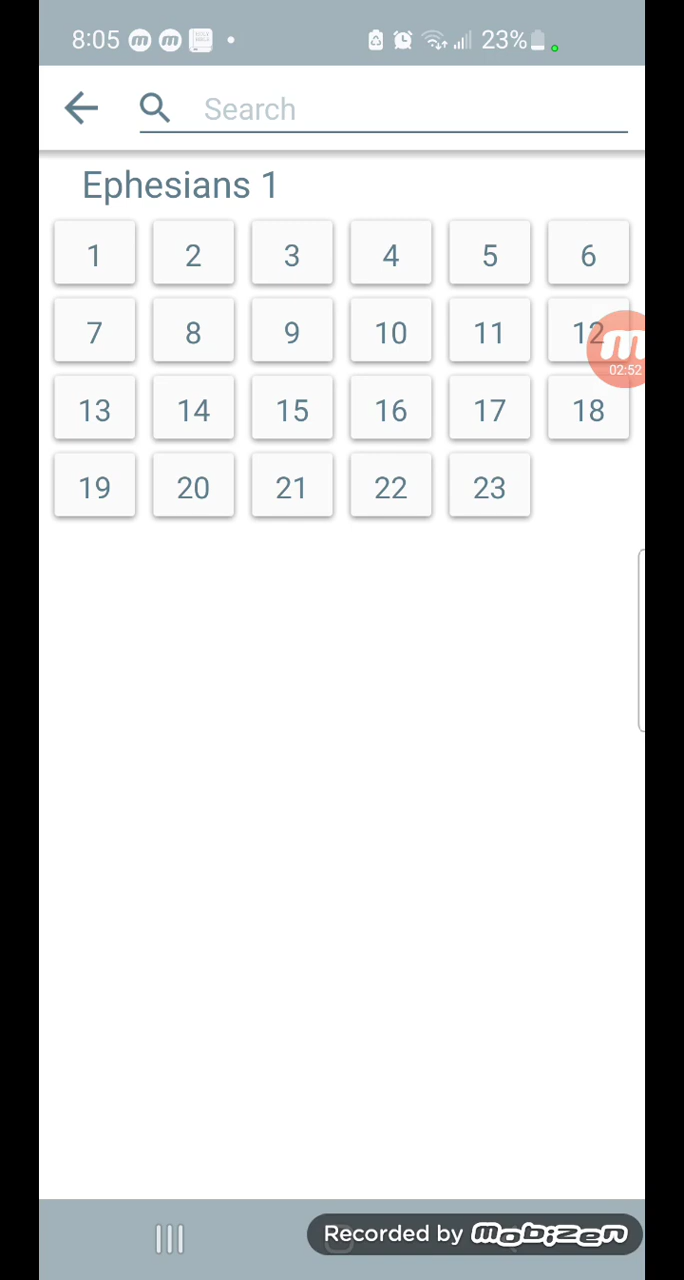 8:05 23%
Search
Ephesians 1
1 2 3 4 5 6
7 8 9 10 11 12
02:52
13 14 15 16 17 18
19 20 21 22 23
Recorded by mobizen